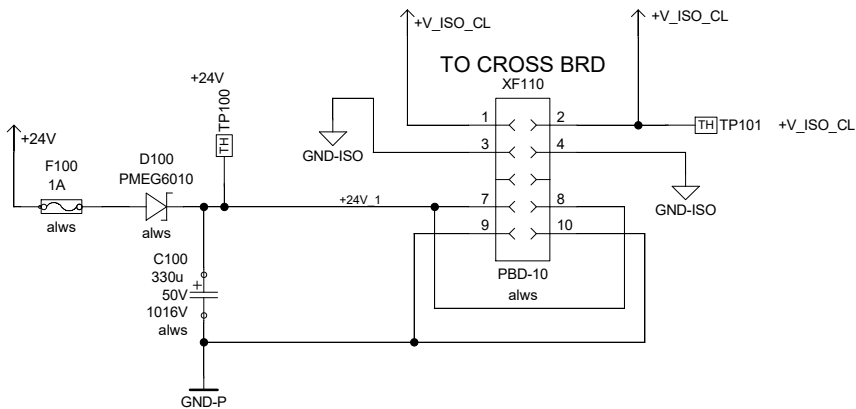 +V_ISO_CL
+V_ISO_CL
TO CROSS BRD
XF110
+24V
TH TP100
+24V
F100
1A
alws
D100
PMEG6010
alws
1 2
TH TP101 +V_ISO_CL
3 4
GND-ISO
GND-ISO
+24V_1
7 8
9 10
PBD-10
alws
C100
330u
+
50V
1016V
alws
GND-P